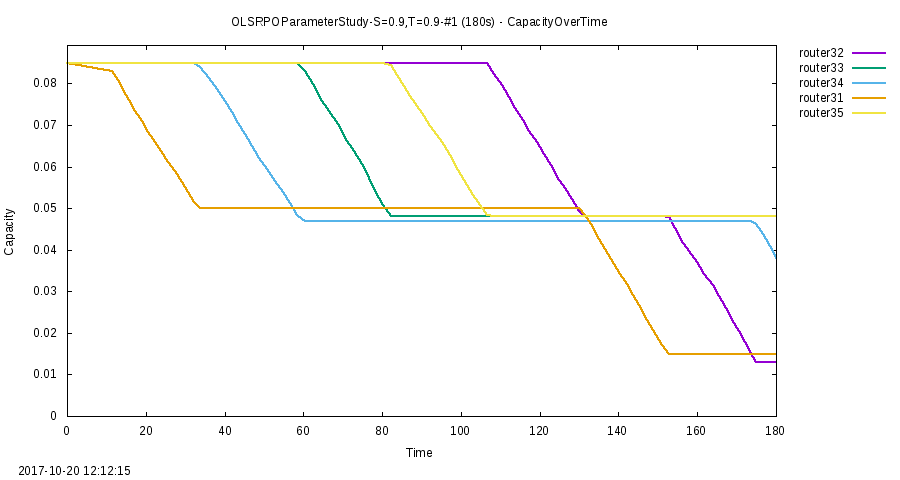 OLSRPOParameterStudy-S=0.9,T=0.9-#1 (180s) - CapacityOverTime
router32
router33
router34
router31
router35
0.08
0.07
0.06
0.05
0.04
0.03
0.02
0.01
0
Capacity
0 20 40 60 80 100 120 140 160 180
Time
2017-10-20 12:12:15